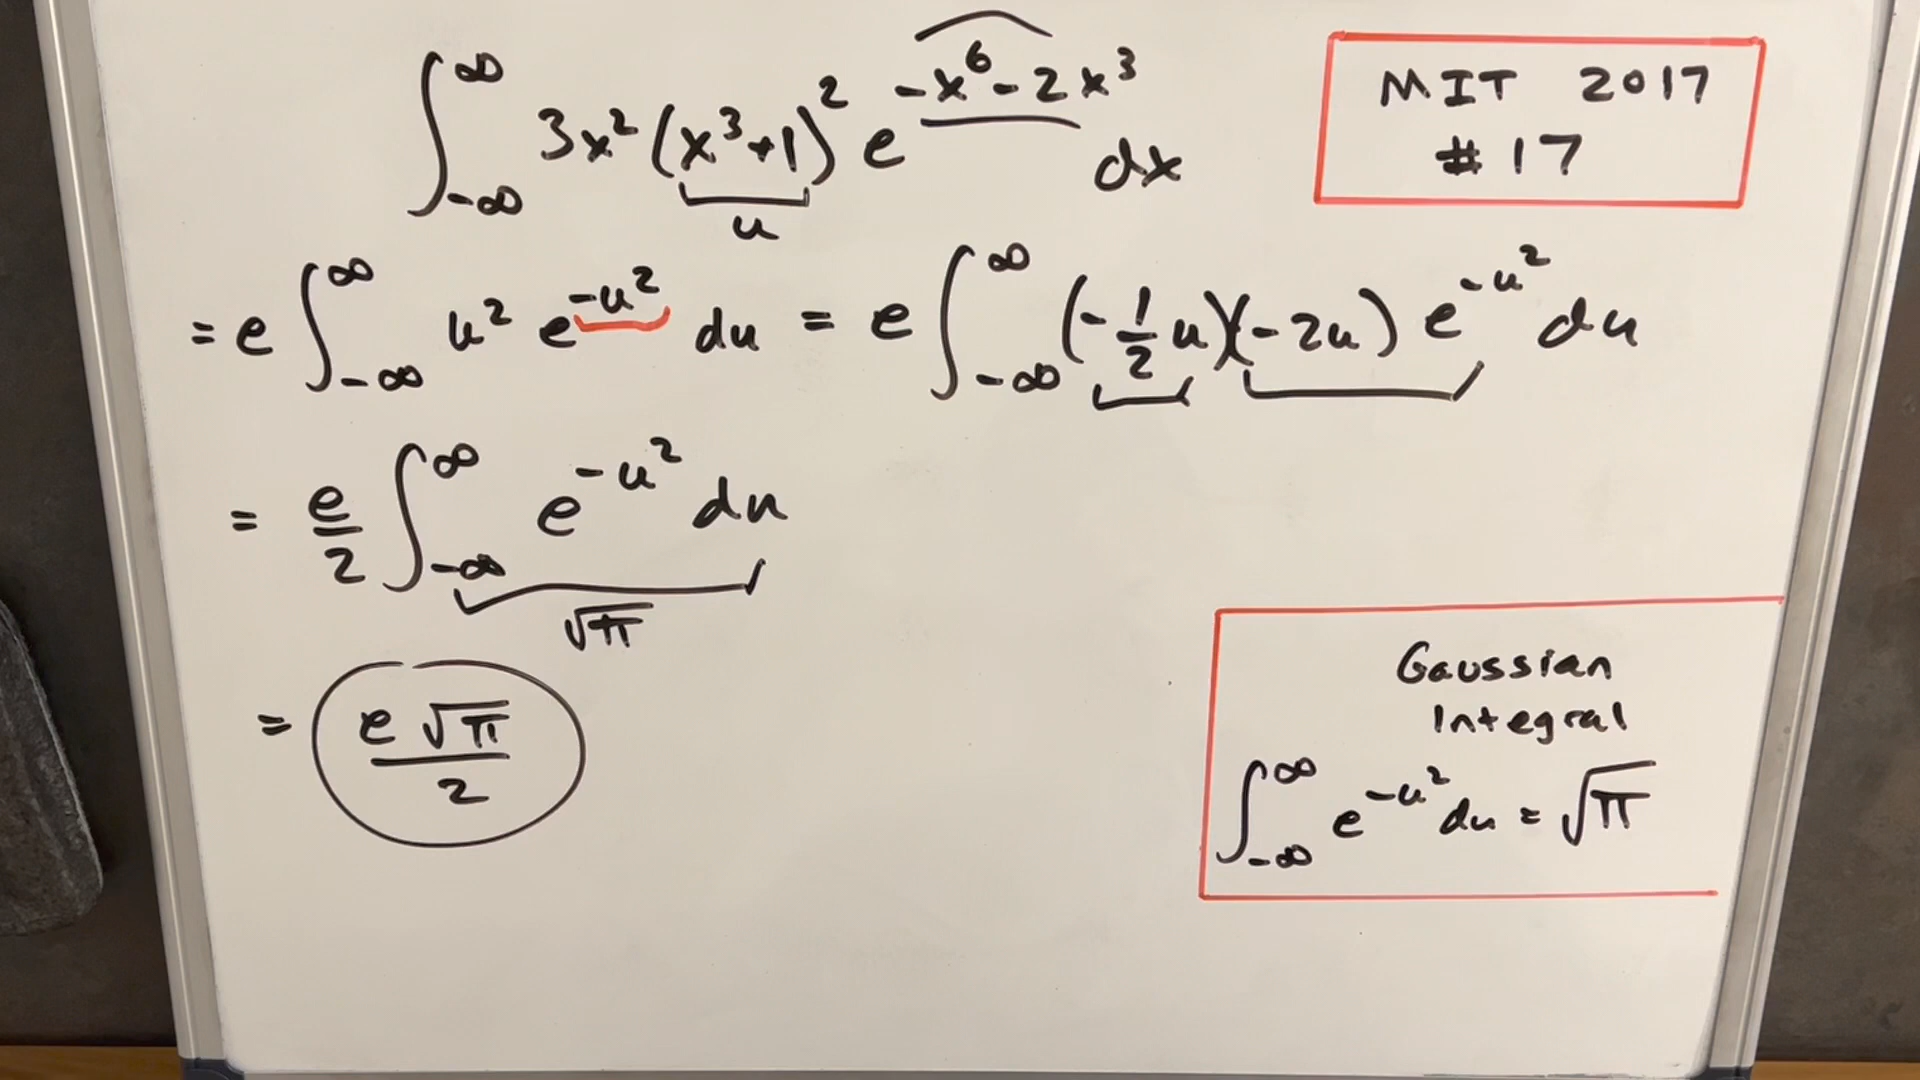 ∫_{-∞}^{∞} 3x² (x³+1)² e^{-x⁶-2x³} dx
u
MIT 2017
# 17
= e ∫_{-∞}^{∞} u² e^{-u²} du = e ∫_{-∞}^{∞} (-1/2 u)(-2u) e^{-u²} du
= e/2 ∫_{-∞}^{∞} e^{-u²} du
√π
= e√π/2
Gaussian
Integral
∫_{-∞}^{∞} e^{-u²} du = √π